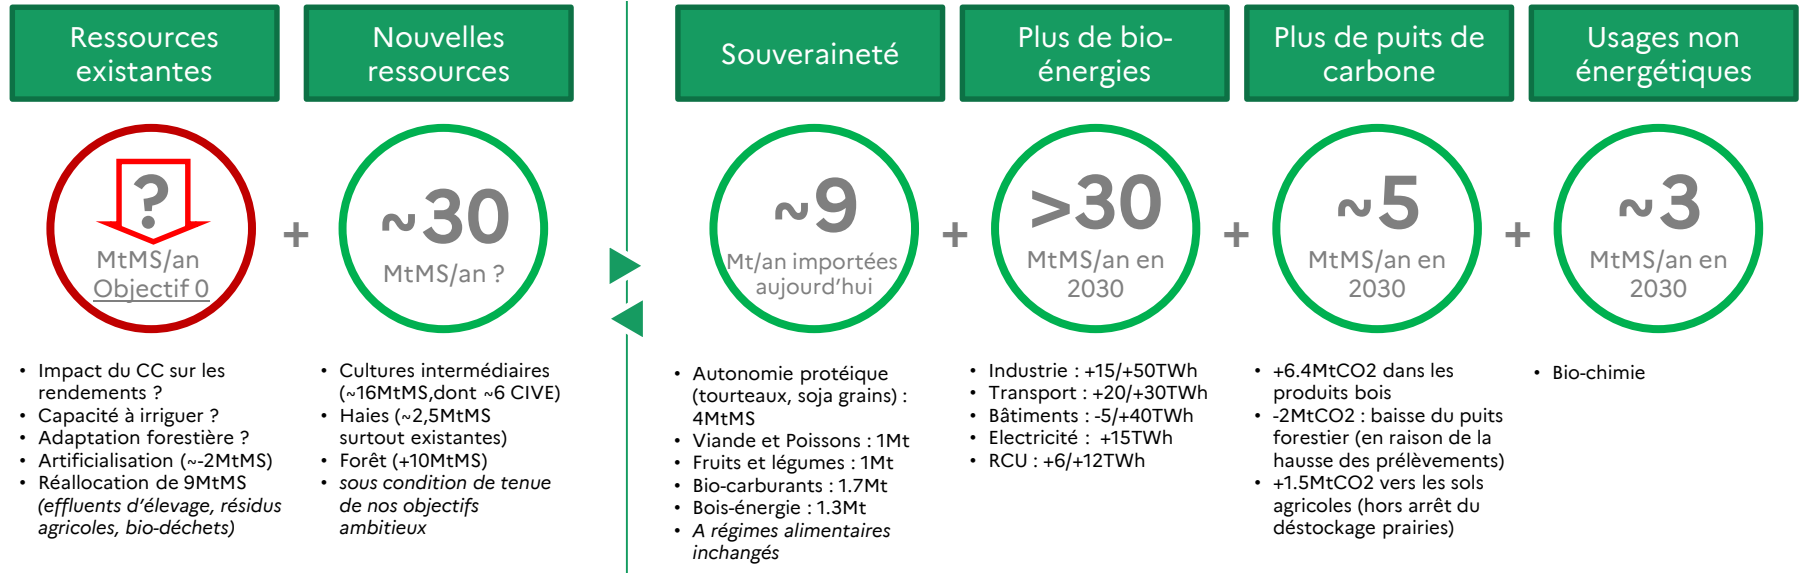 Ressources
existantes
?
MtMS/an
Objectif 0
• Impact du CC sur les
rendements ?
• Capacité à irriguer ?
• Adaptation forestière ?
• Artificialisation (~-2MtMS)
• Réallocation de 9MtMS
(effluents d’élevage, résidus
agricoles, bio-déchets)
+
Nouvelles
ressources
~30
MtMS/an ?
• Cultures intermédiaires
(~16MtMS,dont ~6 CIVE)
• Haies (~2,5MtMS
surtout existantes)
• Forêt (+10MtMS)
• sous condition de tenue
de nos objectifs
ambitieux
Souveraineté
~9
Mt/an importées
aujourd’hui
• Autonomie protéique
(tourteaux, soja grains) :
4MtMS
• Viande et Poissons : 1Mt
• Fruits et légumes : 1Mt
• Bio-carburants : 1.7Mt
• Bois-énergie : 1.3Mt
• A régimes alimentaires
inchangés
+
Plus de bio-
énergies
>30
MtMS/an en
2030
• Industrie : +15/+50TWh
• Transport : +20/+30TWh
• Bâtiments : -5/+40TWh
• Electricité :  +15TWh
• RCU : +6/+12TWh
+
Plus de puits de
carbone
~5
MtMS/an en
2030
• +6.4MtCO2 dans les
produits bois
• -2MtCO2 : baisse du puits
forestier (en raison de la
hausse des prélèvements)
• +1.5MtCO2 vers les sols
agricoles (hors arrêt du
déstockage prairies)
+
Usages non
énergétiques
~3
MtMS/an en
2030
• Bio-chimie